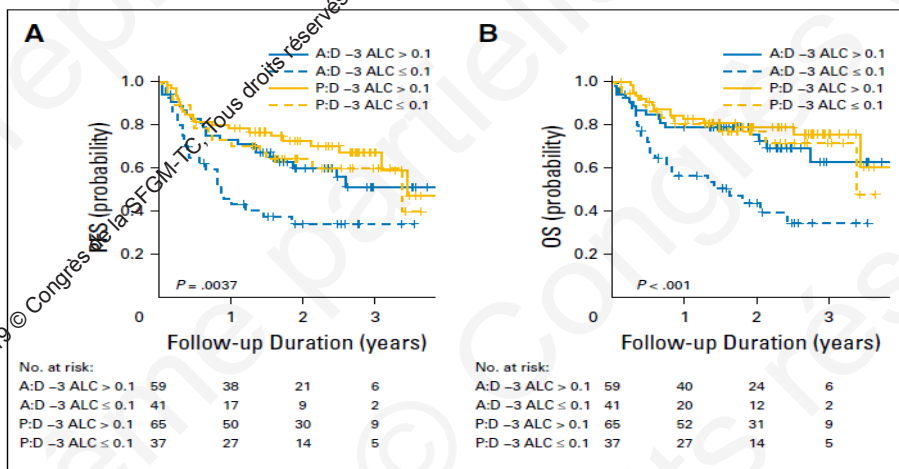 A
A:D –3 ALC > 0.1
A:D –3 ALC ≤ 0.1
P:D –3 ALC > 0.1
P:D –3 ALC ≤ 0.1
1.0
0.8
0.6
0.4
0.2
(probability)
P = .0037
0 1 2 3
Follow-up Duration (years)
No. at risk:
A:D –3 ALC > 0.1 59 38 21 6
A:D –3 ALC ≤ 0.1 41 17 9 2
P:D –3 ALC > 0.1 65 50 30 9
P:D –3 ALC ≤ 0.1 37 27 14 5
B
A:D –3 ALC > 0.1
A:D –3 ALC ≤ 0.1
P:D –3 ALC > 0.1
P:D –3 ALC ≤ 0.1
1.0
0.8
0.6
0.4
0.2
OS (probability)
P < .001
0 1 2 3
Follow-up Duration (years)
No. at risk:
A:D –3 ALC > 0.1 59 40 24 6
A:D –3 ALC ≤ 0.1 41 20 12 2
P:D –3 ALC > 0.1 65 52 31 9
P:D –3 ALC ≤ 0.1 37 27 14 5
© Congrès de la SFGM-TC, Tous droits réservés
© Congrès